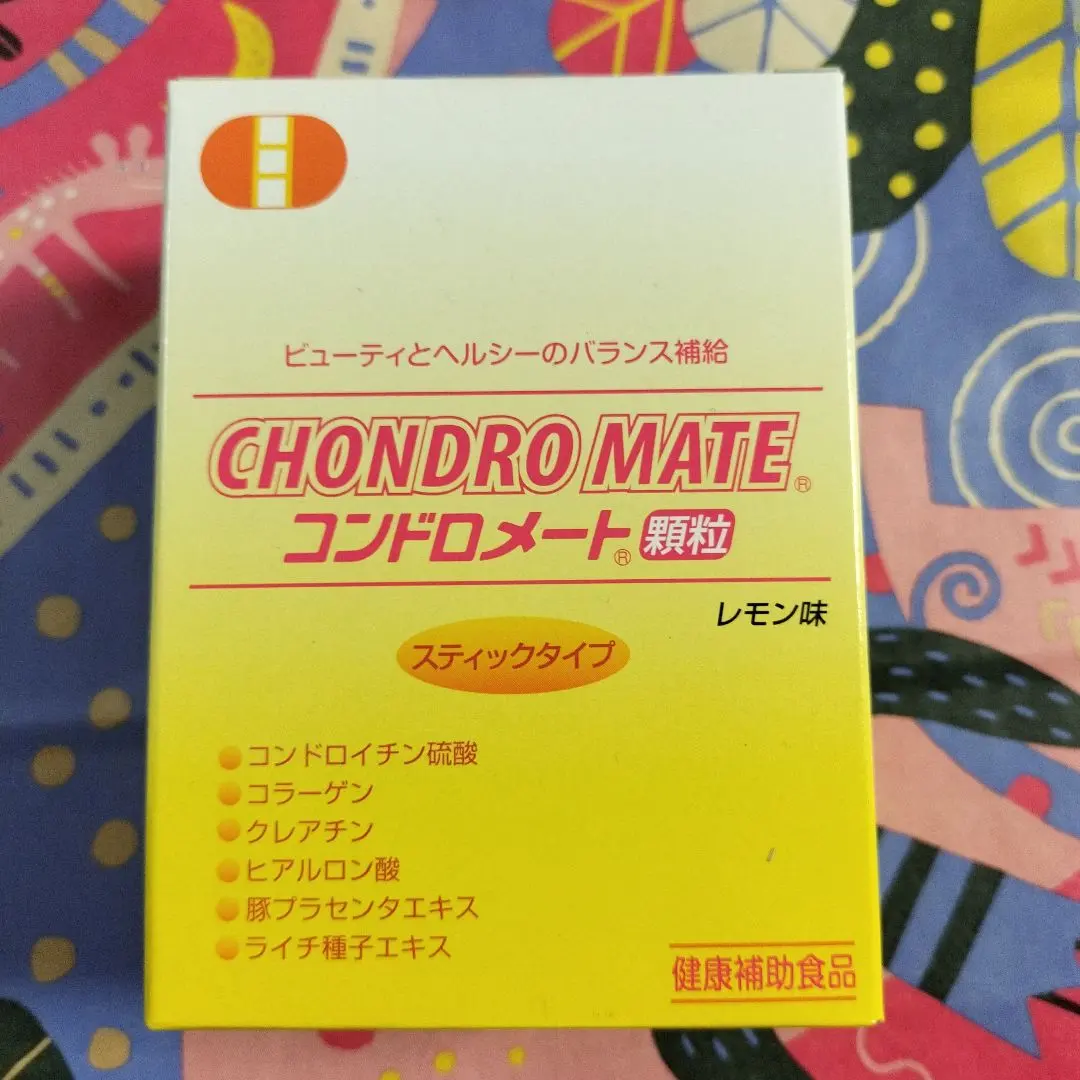 ビューティとヘルシーのバランス補給
CHONDRO MATE®
コンドロメート® 顆粒
レモン味
スティックタイプ
コンドロイチン硫酸
コラーゲン
クレアチン
ヒアルロン酸
豚プラセンタエキス
ライチ種子エキス
健康補助食品